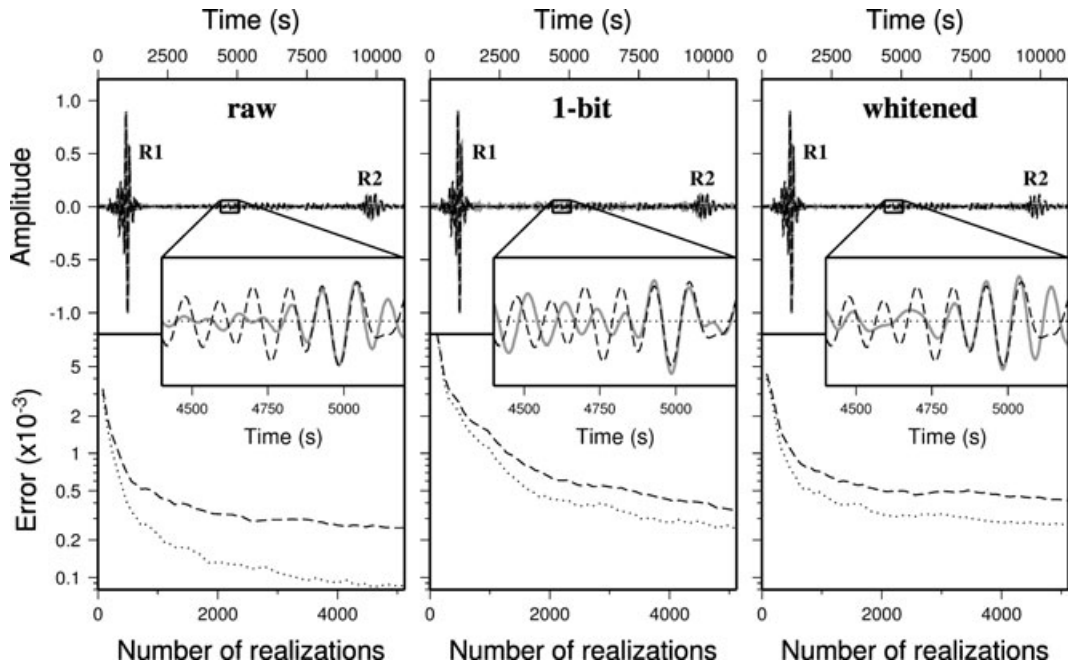 Time (s) Time (s) Time (s)
0 2500 5000 7500 10000 0 2500 5000 7500 10000 0 2500 5000 7500 10000
1.0 raw 1-bit whitened
0.5 R1 R1 R1
R2 R2 R2
Amplitude
0.0
-0.5
-1.0
5
4500 4750 5000 4500 4750 5000 4500 4750 5000
2 Time (s) Time (s) Time (s)
Error (x10-3)
1
0.5
0.2
0.1
0 2000 4000 0 2000 4000 0 2000 4000
Number of realizations Number of realizations Number of realizations